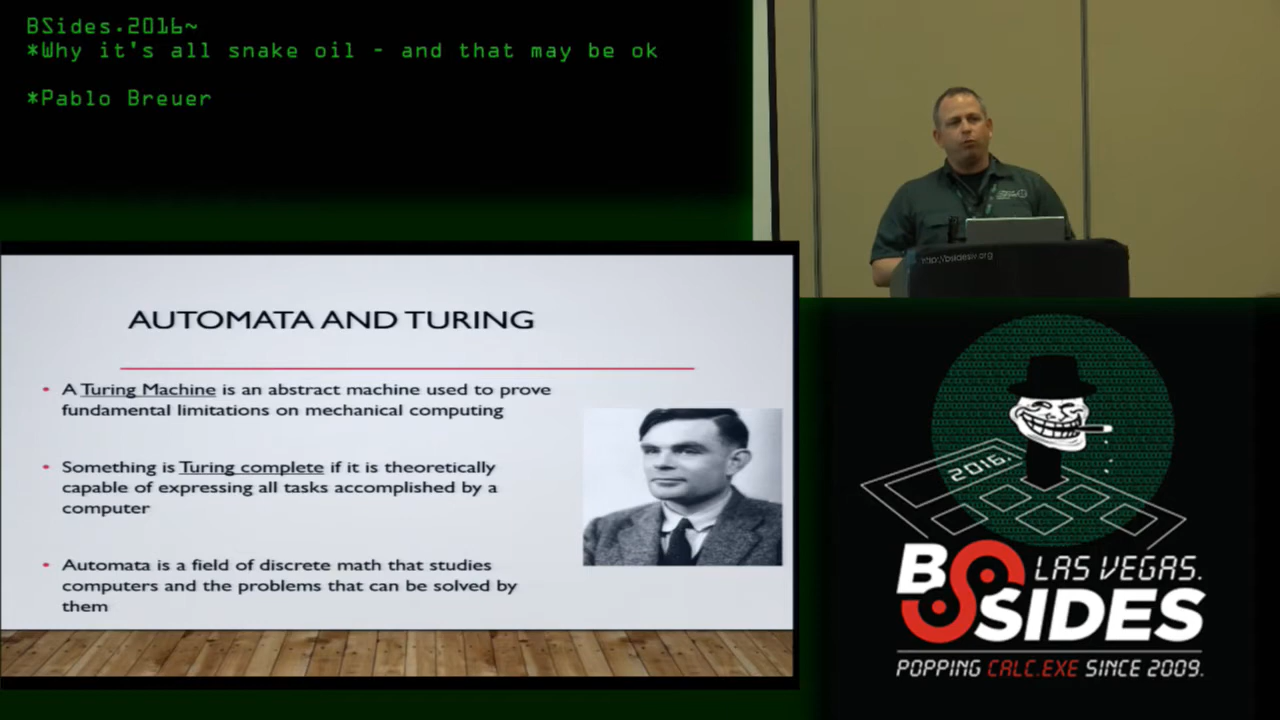 BSides.2016~
*Why it's all snake oil - and that may be ok
*Pablo Breuer
http://bsideslv.org
AUTOMATA AND TURING
• A Turing Machine is an abstract machine used to prove
fundamental limitations on mechanical computing
• Something is Turing complete if it is theoretically
capable of expressing all tasks accomplished by a
computer
• Automata is a field of discrete math that studies
computers and the problems that can be solved by
them
2016.
BSIDES
LAS VEGAS.
POPPING CALC.EXE SINCE 2009.